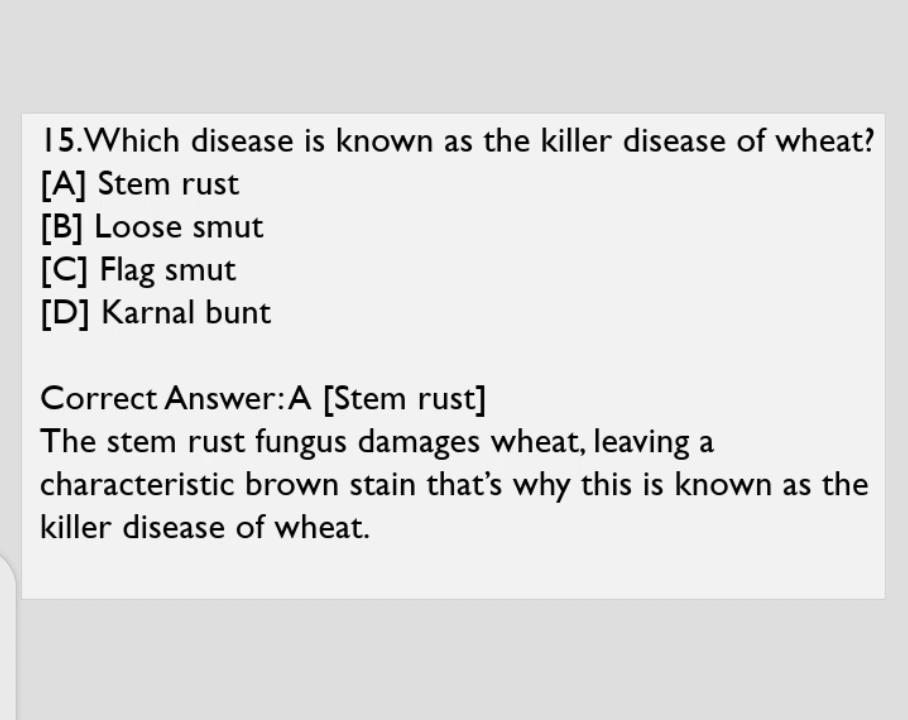 15.Which disease is known as the killer disease of wheat?
[A] Stem rust
[B] Loose smut
[C] Flag smut
[D] Karnal bunt
Correct Answer: A [Stem rust]
The stem rust fungus damages wheat, leaving a
characteristic brown stain that’s why this is known as the
killer disease of wheat.